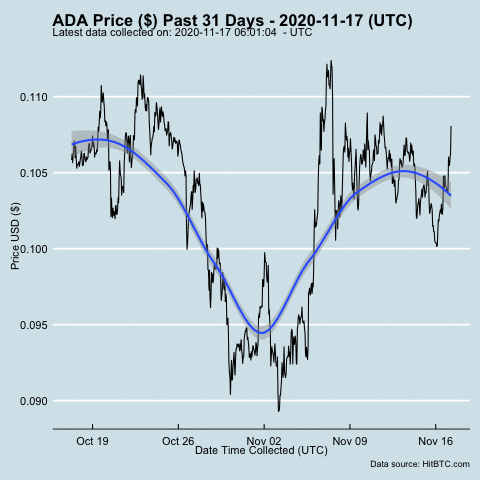 ADA Price ($) Past 31 Days - 2020-11-17 (UTC)
Latest data collected on: 2020-11-17 06:01:04  - UTC
Price USD ($)
0.110
0.105
0.100
0.095
0.090
Oct 19 Oct 26 Nov 02 Nov 09 Nov 16
Date Time Collected (UTC)
Data source: HitBTC.com